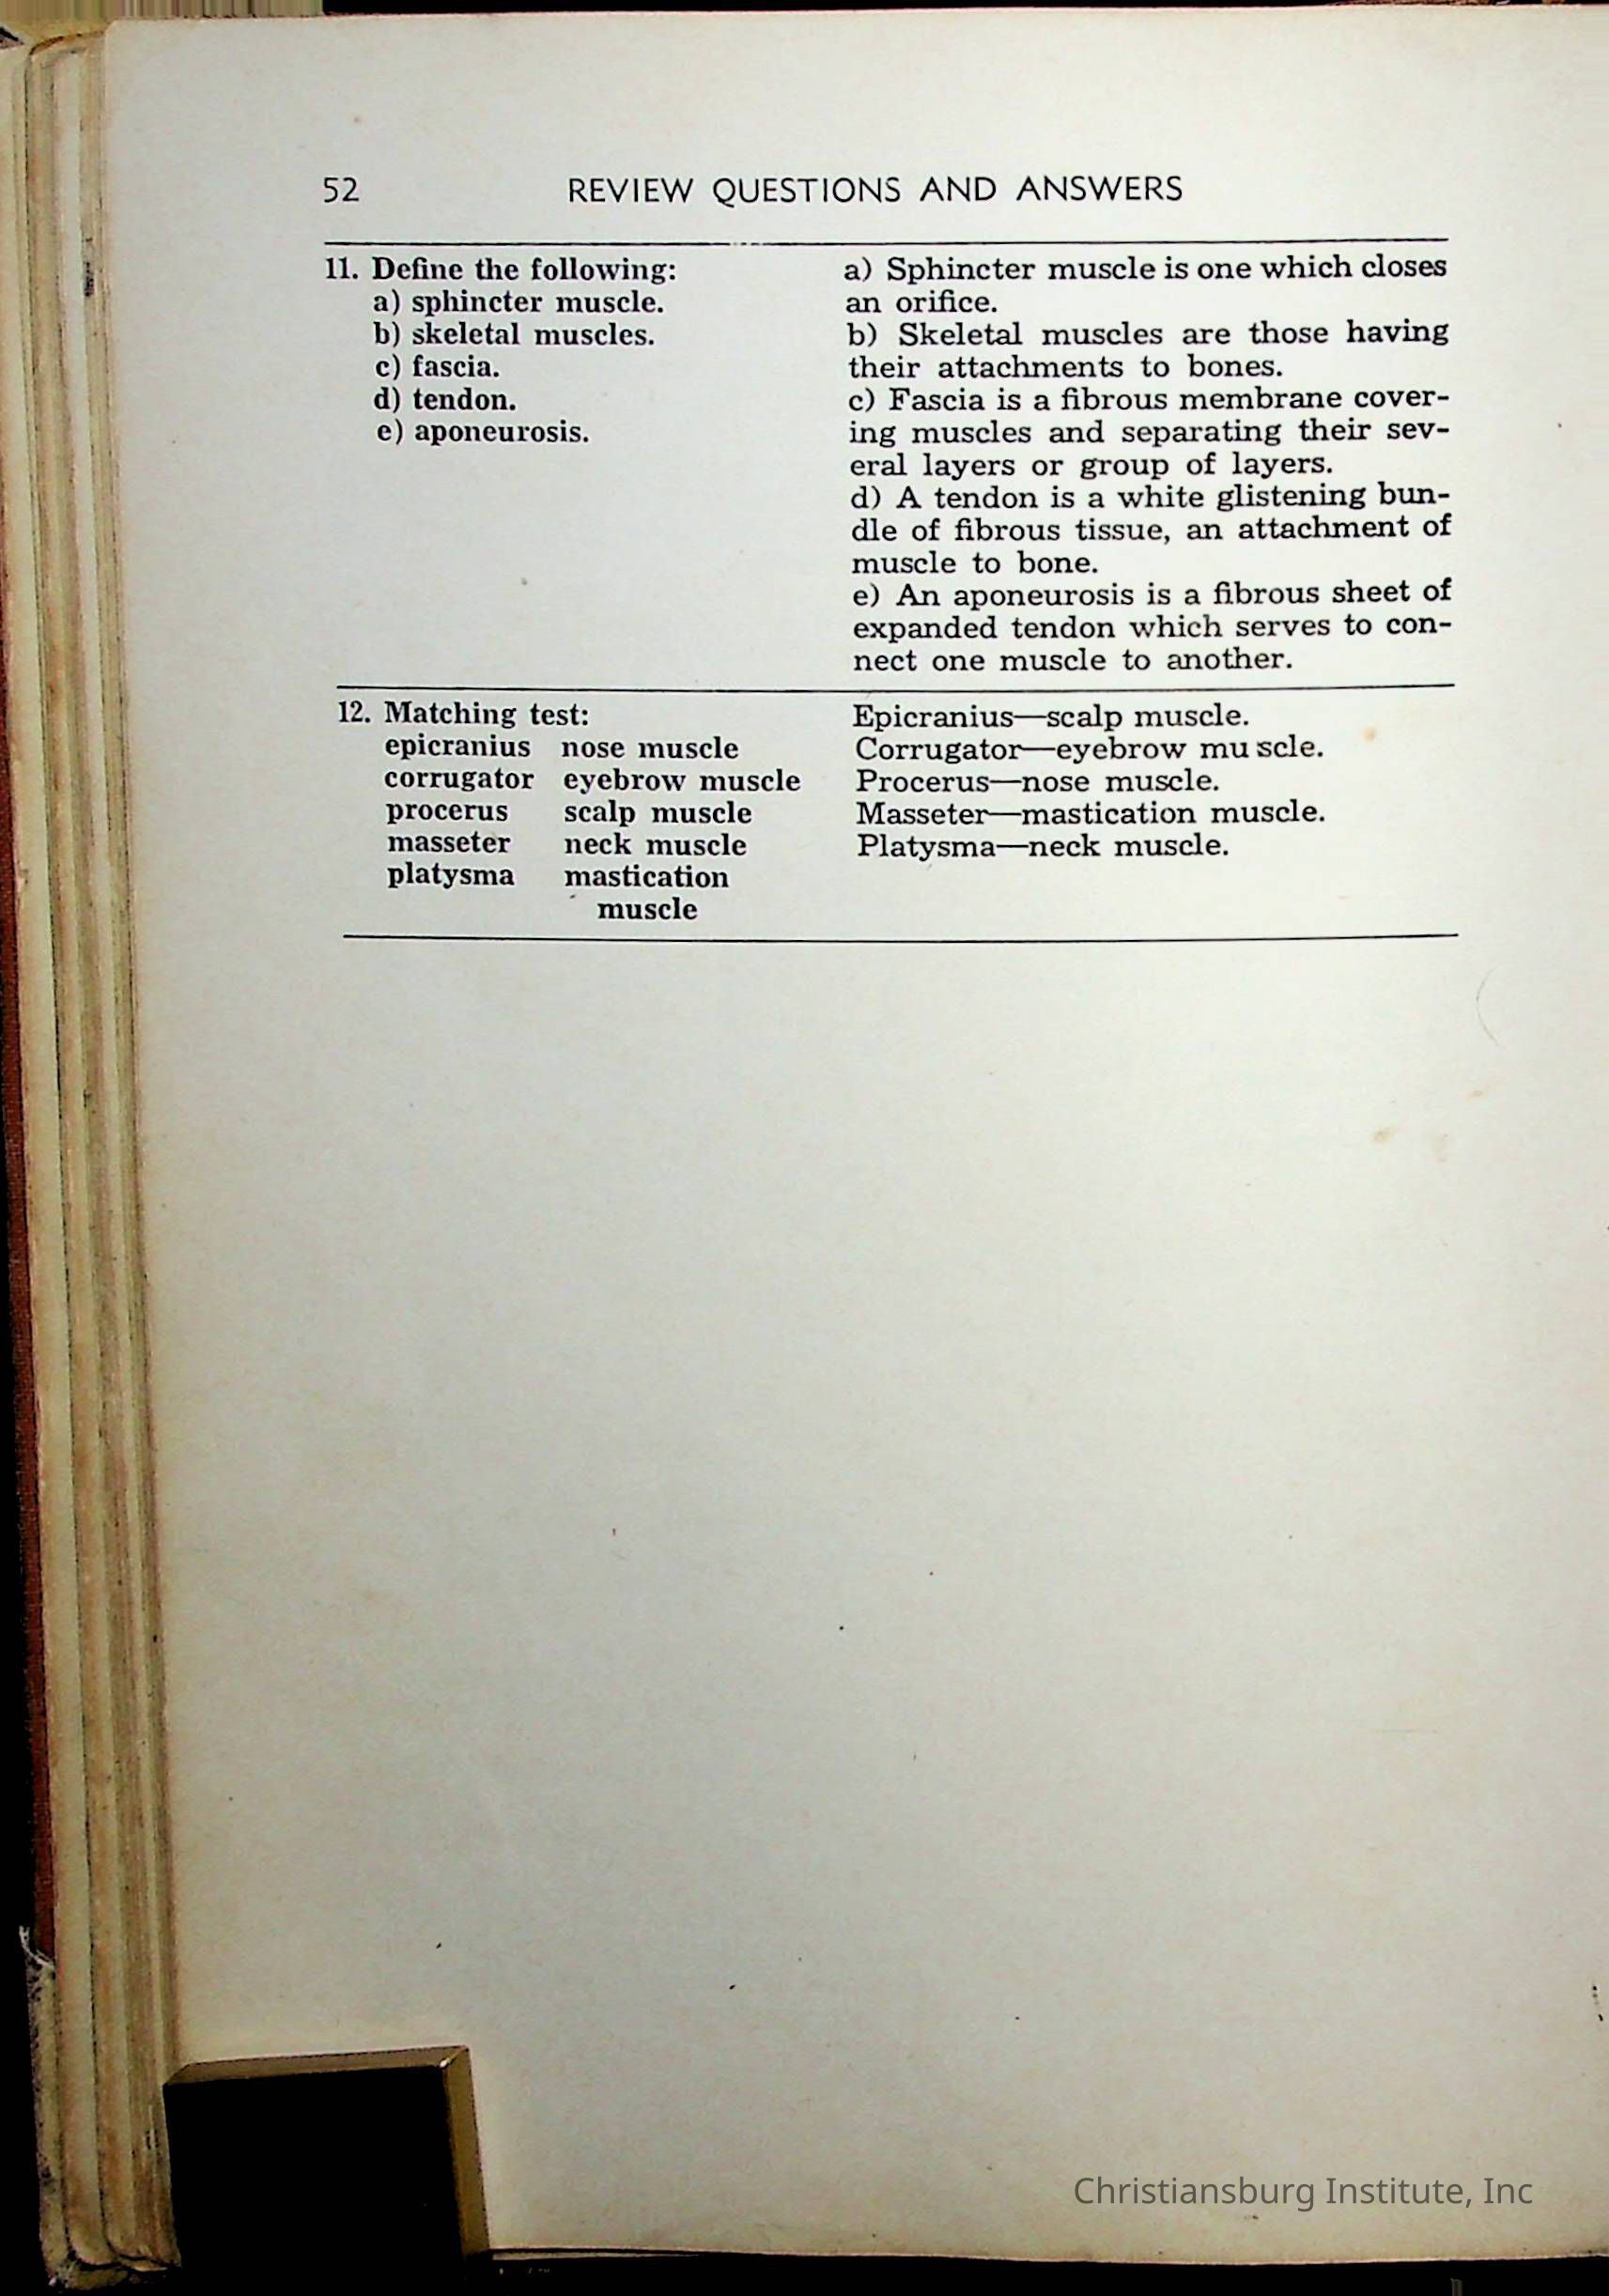 52 REVIEW QUESTIONS AND ANSWERS
11. Define the following:
a) sphincter muscle.
b) skeletal muscles.
c) fascia.
d) tendon.
e) aponeurosis.
a) Sphincter muscle is one which closes
an orifice.
b) Skeletal muscles are those having
their attachments to bones.
c) Fascia is a fibrous membrane cover-
ing muscles and separating their sev-
eral layers or group of layers.
d) A tendon is a white glistening bun-
dle of fibrous tissue, an attachment of
muscle to bone.
e) An aponeurosis is a fibrous sheet of
expanded tendon which serves to con-
nect one muscle to another.
12. Matching test:
epicranius nose muscle
corrugator eyebrow muscle
procerus scalp muscle
masseter neck muscle
platysma mastication
muscle
Epicranius—scalp muscle.
Corrugator—eyebrow mu scle.
Procerus—nose muscle.
Masseter—mastication muscle.
Platysma—neck muscle.
Christiansburg Institute, Inc